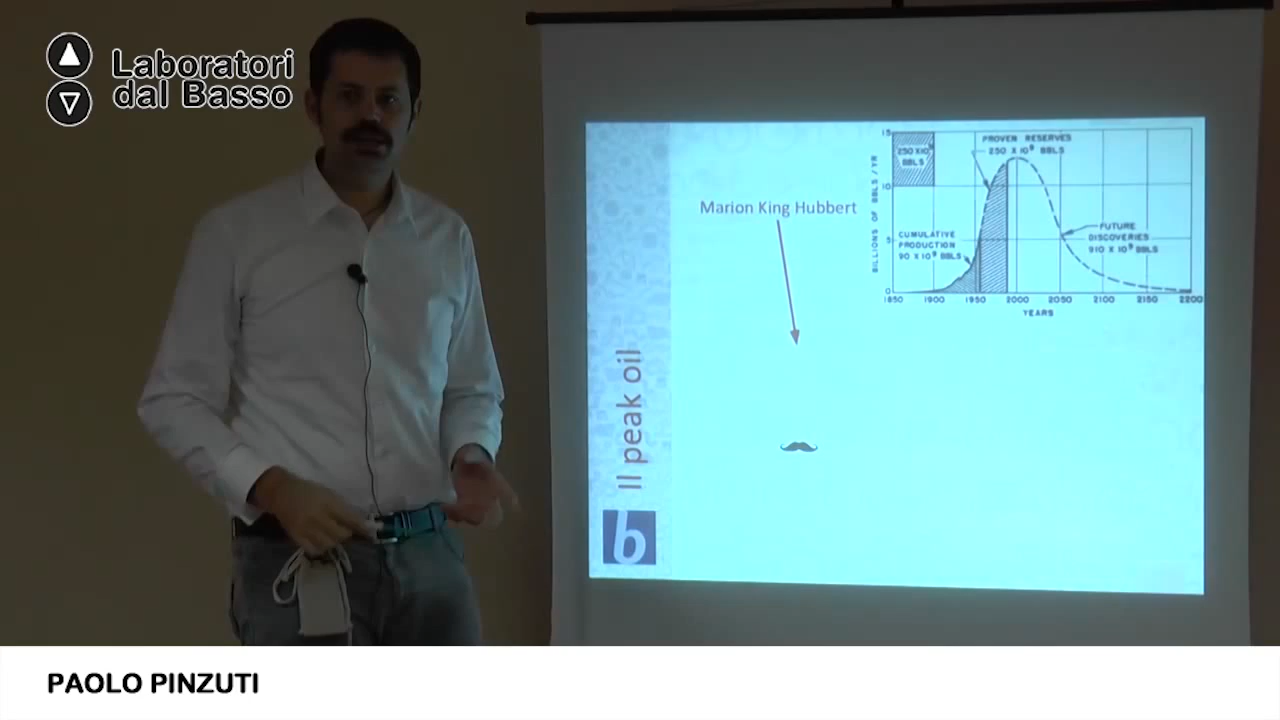 Laboratori
dal Basso
Marion King Hubbert
Il peak oil
b
15
10
5
BILLIONS OF BBLS / YR
250 X 10⁹
BBLS
PROVEN RESERVES
250 X 10⁹ BBLS
CUMULATIVE
PRODUCTION
90 X 10⁹ BBLS
FUTURE
DISCOVERIES
910 X 10⁹ BBLS
1850 1900 1950 2000 2050 2100 2150 2200
YEARS
PAOLO PINZUTI